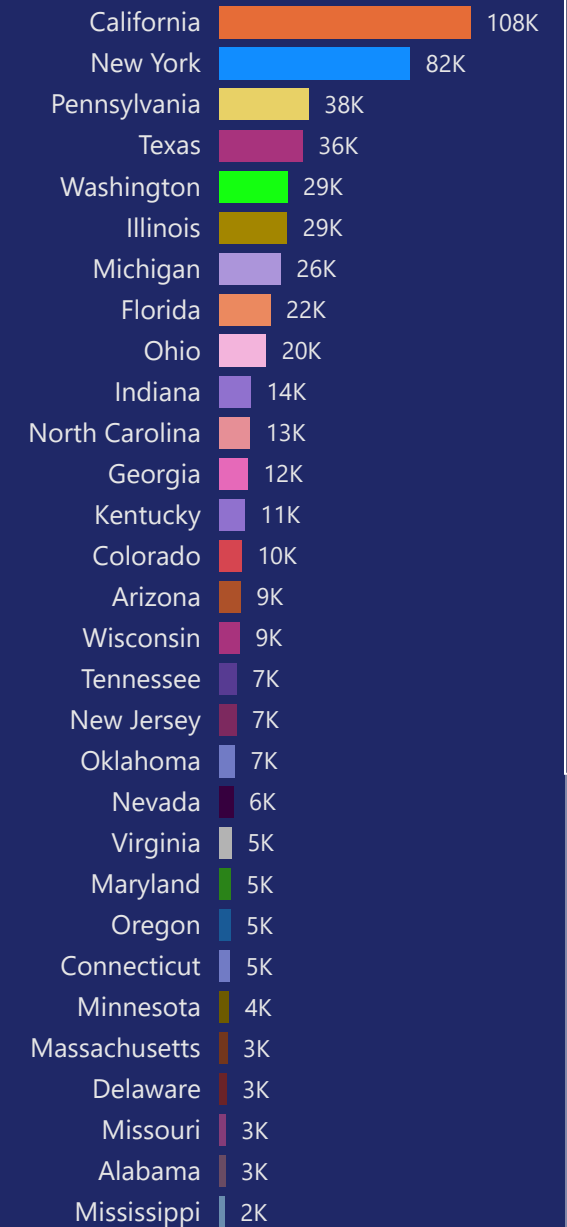 California 108K
New York 82K
Pennsylvania 38K
Texas 36K
Washington 29K
Illinois 29K
Michigan 26K
Florida 22K
Ohio 20K
Indiana 14K
North Carolina 13K
Georgia 12K
Kentucky 11K
Colorado 10K
Arizona 9K
Wisconsin 9K
Tennessee 7K
New Jersey 7K
Oklahoma 7K
Nevada 6K
Virginia 5K
Maryland 5K
Oregon 5K
Connecticut 5K
Minnesota 4K
Massachusetts 3K
Delaware 3K
Missouri 3K
Alabama 3K
Mississippi 2K